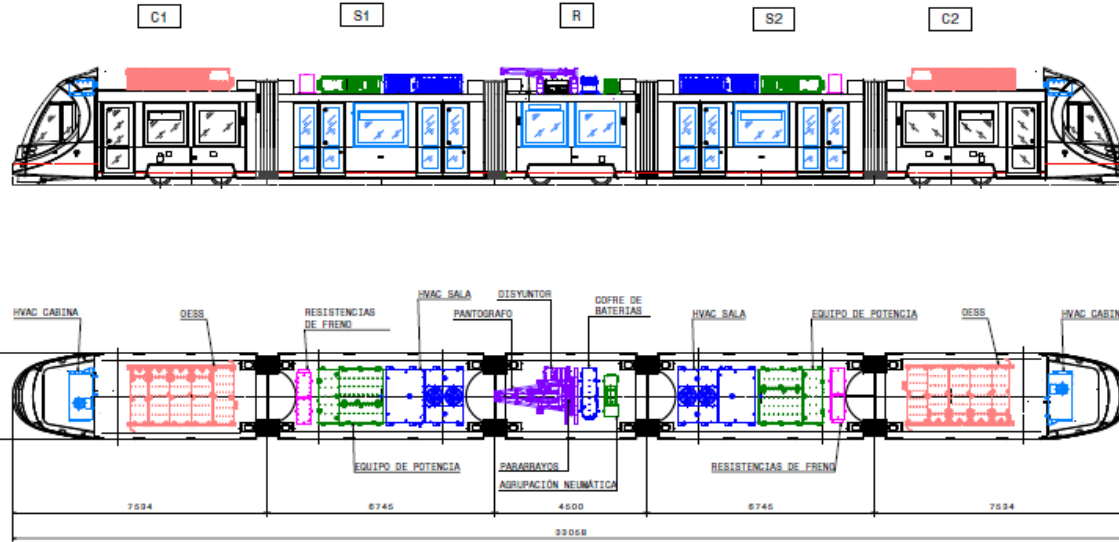 C1
S1
R
S2
C2
HVAC CABINA
OESS
RESISTENCIAS
DE FRENO
HVAC SALA
PANTOGRAFO
DISYUNTOR
COFRE DE
BATERIAS
HVAC SALA
EQUIPO DE POTENCIA
OESS
HVAC CABIN
EQUIPO DE POTENCIA
PARARRAYOS
AGRUPACIÓN NEUMÁTICA
RESISTENCIAS DE FRENO
7534
6745
4500
6745
7534
33058